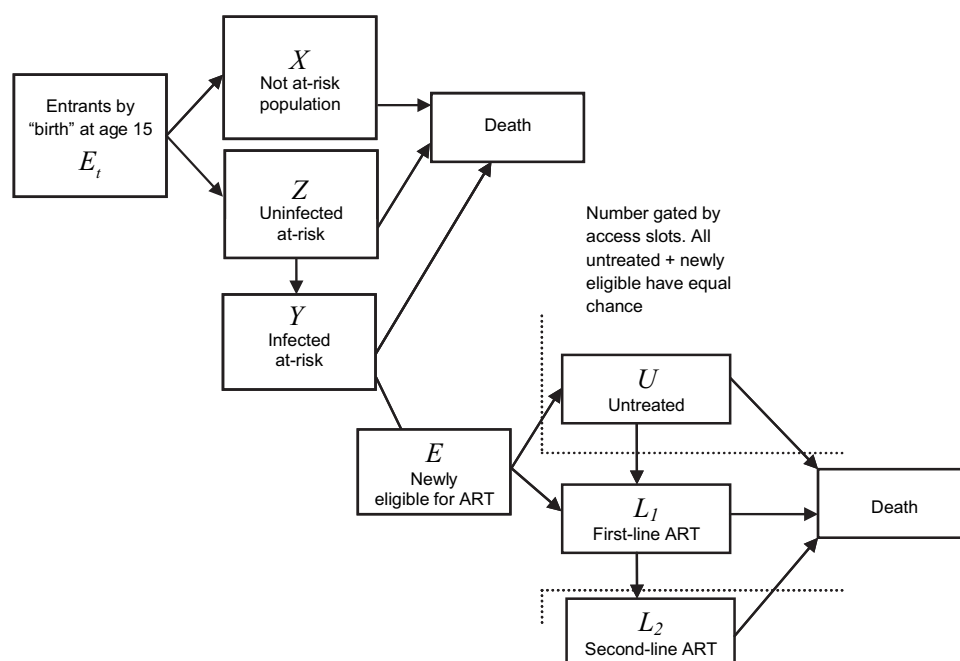 X
Not at-risk
population
Entrants by
“birth” at age 15
E_t
Death
Z
Uninfected
at-risk
Number gated by
access slots. All
untreated + newly
eligible have equal
chance
Y
Infected
at-risk
U
Untreated
E
Newly
eligible for ART
L_1
First-line ART
Death
L_2
Second-line ART